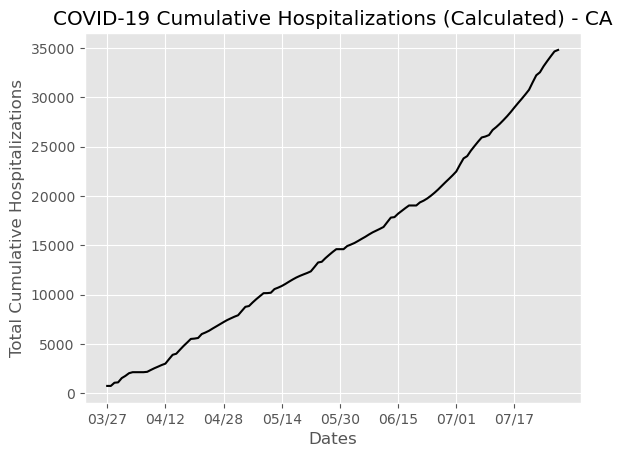 COVID-19 Cumulative Hospitalizations (Calculated) - CA
Total Cumulative Hospitalizations
35000
30000
25000
20000
15000
10000
5000
0
03/27 04/12 04/28 05/14 05/30 06/15 07/01 07/17
Dates